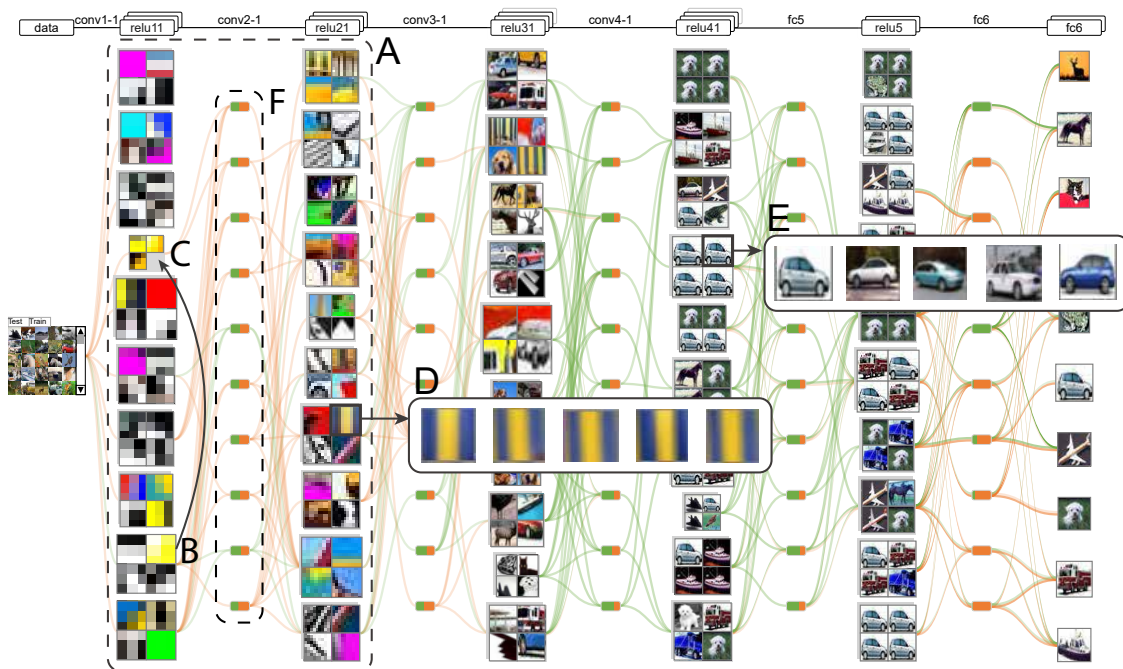 data conv1-1 relu11 conv2-1 relu21 conv3-1 relu31 conv4-1 relu41 fc5 relu5 fc6 fc6
A
F
C
E
Test Train
D
B